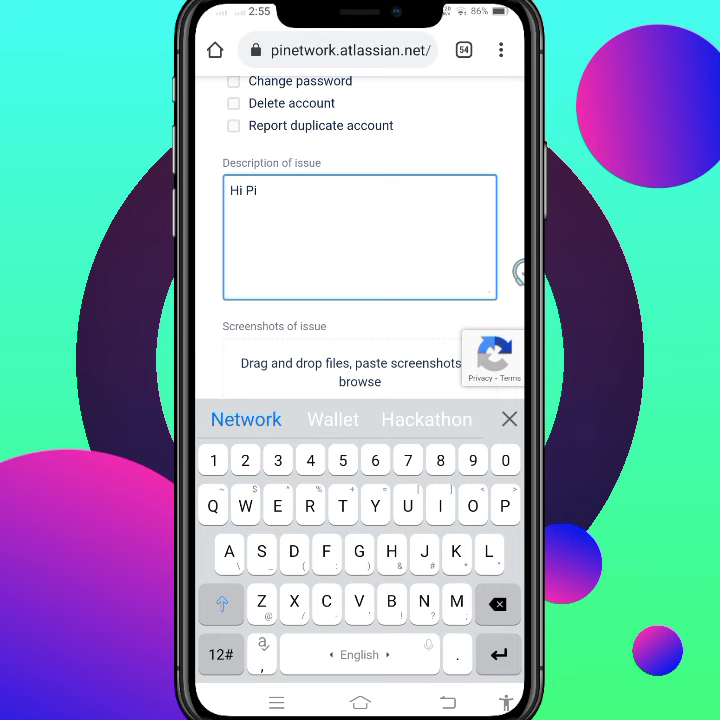 2:55
86%
pinetwork.atlassian.net/
54
Change password
Delete account
Report duplicate account
Description of issue
Hi Pi
Screenshots of issue
Drag and drop files, paste screenshots
browse
Privacy - Terms
Network Wallet Hackathon
1 2 3 4 5 6 7 8 9 0
Q W E R T Y U I O P
A S D F G H J K L
Z X C V B N M
12# , English .